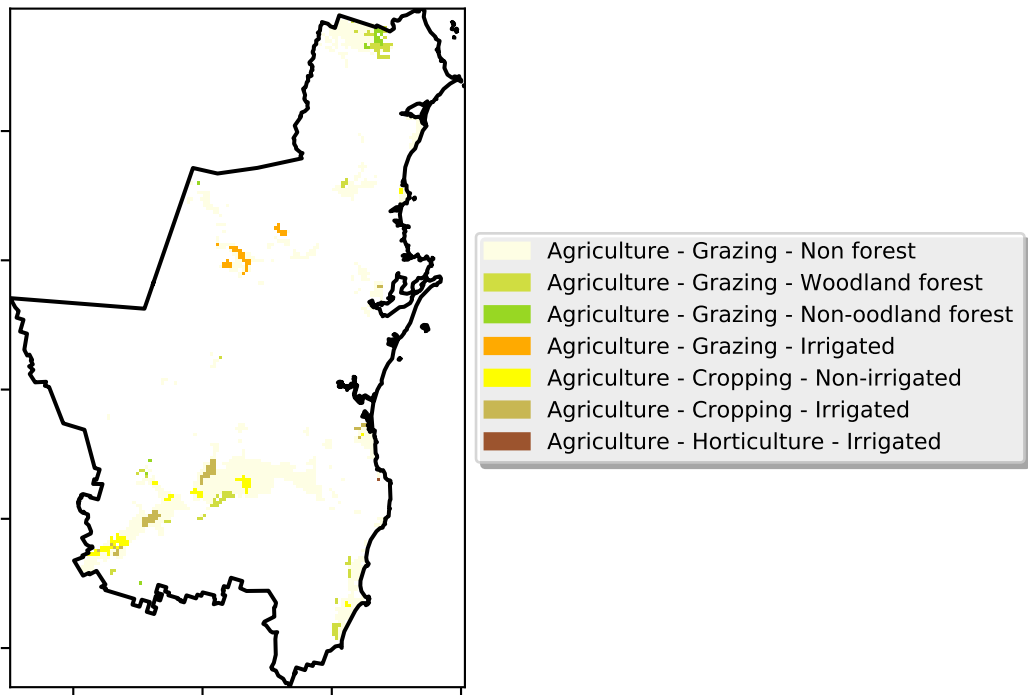 Agriculture - Grazing - Non forest
Agriculture - Grazing - Woodland forest
Agriculture - Grazing - Non-oodland forest
Agriculture - Grazing - Irrigated
Agriculture - Cropping - Non-irrigated
Agriculture - Cropping - Irrigated
Agriculture - Horticulture - Irrigated